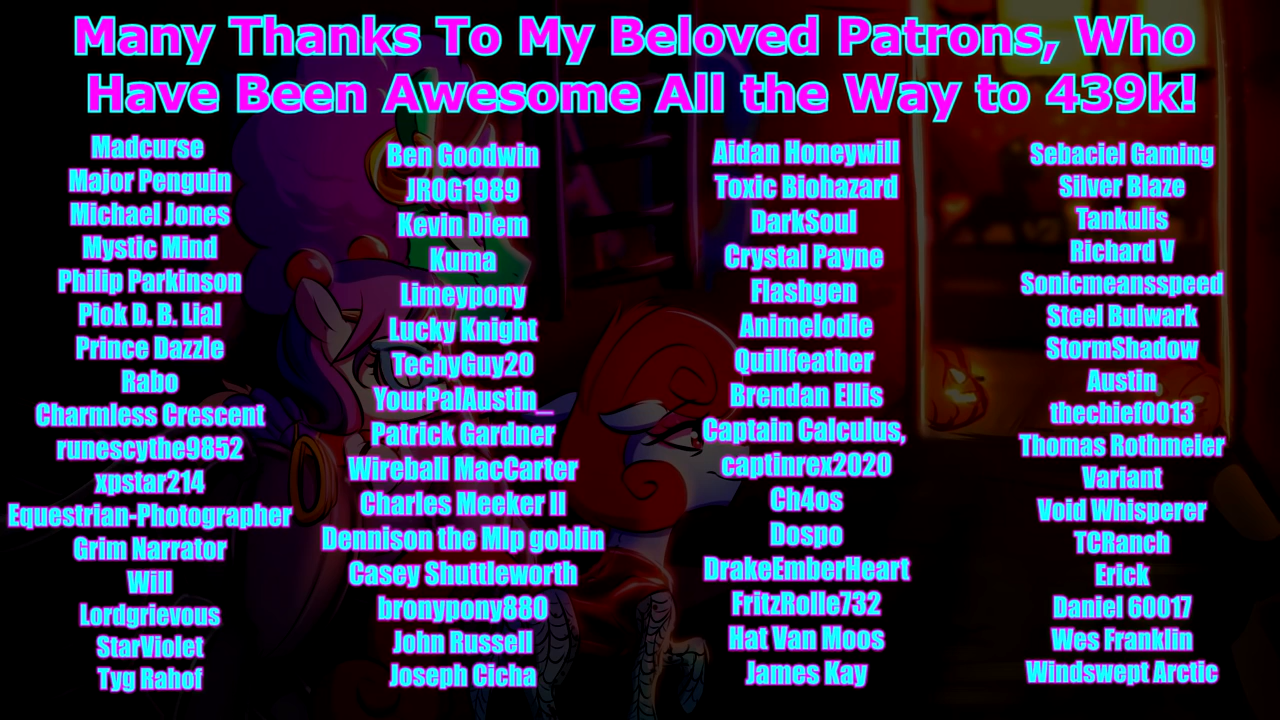 Many Thanks To My Beloved Patrons, Who
Have Been Awesome All the Way to 439k!
Madcurse
Major Penguin
Michael Jones
Mystic Mind
Philip Parkinson
Piok D. B. Lial
Prince Dazzle
Rabo
Charmless Crescent
runescythe9852
xpstar214
Equestrian-Photographer
Grim Narrator
Will
Lordgrievous
StarViolet
Tyg Rahof
Ben Goodwin
JROG1989
Kevin Diem
Kuma
Limeypony
Lucky Knight
TechyGuy20
YourPalAustin_
Patrick Gardner
Wireball MacCarter
Charles Meeker II
Dennison the Mlp goblin
Casey Shuttleworth
bronypony880
John Russell
Joseph Cicha
Aidan Honeywill
Toxic Biohazard
DarkSoul
Crystal Payne
Flashgen
Animelodie
Quillfeather
Brendan Ellis
Captain Calculus,
captinrex2020
Ch4os
Dospo
DrakeEmberHeart
FritzRolle732
Hat Van Moos
James Kay
Sebaciel Gaming
Silver Blaze
Tankulis
Richard V
Sonicmeansspeed
Steel Bulwark
StormShadow
Austin
thechief0013
Thomas Rothmeier
Variant
Void Whisperer
TCRanch
Erick
Daniel 60017
Wes Franklin
Windswept Arctic